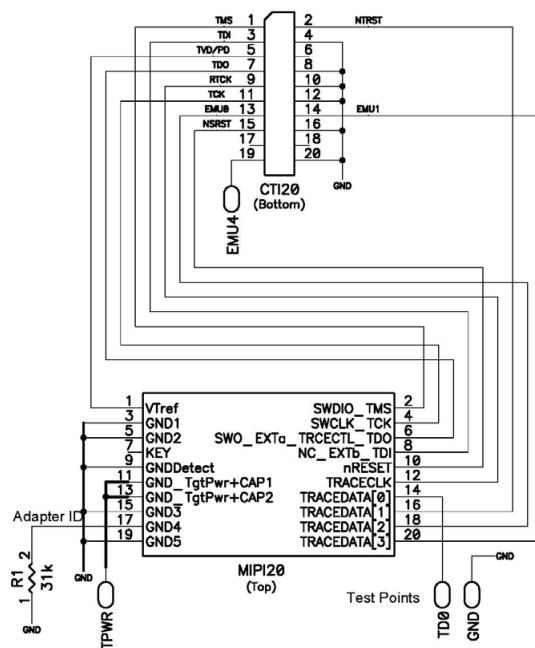 TMS 1 2 NTRST
TDI 3 4
TVD/PD 5 6
TDO 7 8
RTCK 9 10
TCK 11 12
EMU0 13 14 EMU1
NSRST 15 16
17 18
19 20
GND
CTI20
(Bottom)
EMU4
1 VTref SWDIO_TMS 2
3 GND1 SWCLK_TCK 4
5 GND2 SWO_EXTa_TRCECTL_TDO 6
7 KEY NC_EXTb_TDI 8
9 GNDDetect nRESET 10
11 GND_TgtPwr+CAP1 TRACECLK 12
13 GND_TgtPwr+CAP2 TRACEDATA[0] 14
15 GND3 TRACEDATA[1] 16
17 GND4 TRACEDATA[2] 18
19 GND5 TRACEDATA[3] 20
Adapter ID
MIPI20
(Top)
R1
31k
2
1
GND
GND
TPWR
Test Points
TD0
GND